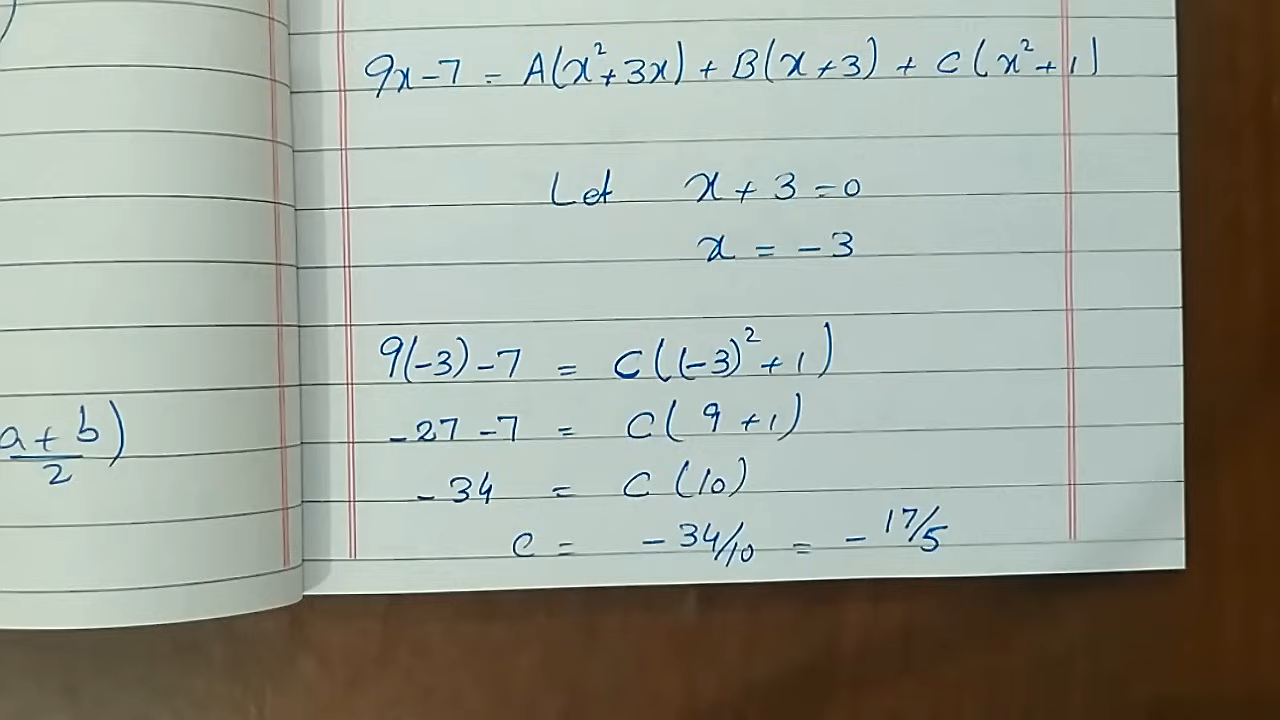 a+b/2)
9x-7 = A(x²+3x) + B(x+3) + C(x²+1)
Let x+3=0
x = -3
9(-3)-7 = C((-3)²+1)
-27-7 = C(9+1)
-34 = C(10)
C = -34/10 = -17/5